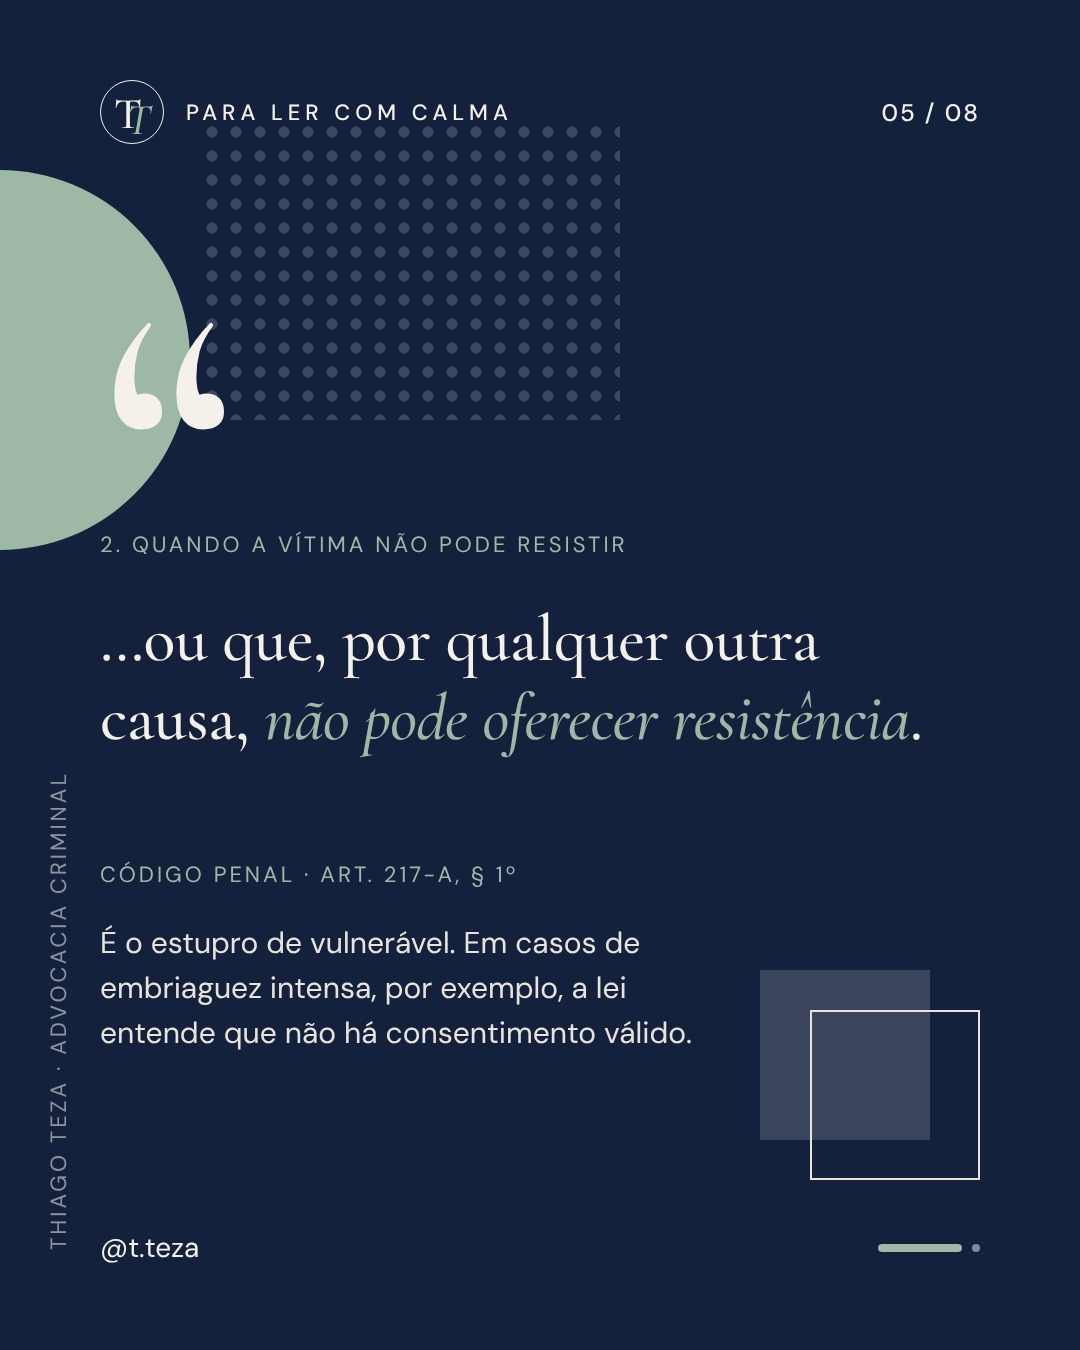 TT
PARA LER COM CALMA
05 / 08
“
2. QUANDO A VÍTIMA NÃO PODE RESISTIR
...ou que, por qualquer outra
causa, não pode oferecer resistência.
CÓDIGO PENAL · ART. 217-A, § 1º
É o estupro de vulnerável. Em casos de
embriaguez intensa, por exemplo, a lei
entende que não há consentimento válido.
THIAGO TEZA · ADVOCACIA CRIMINAL
@t.teza